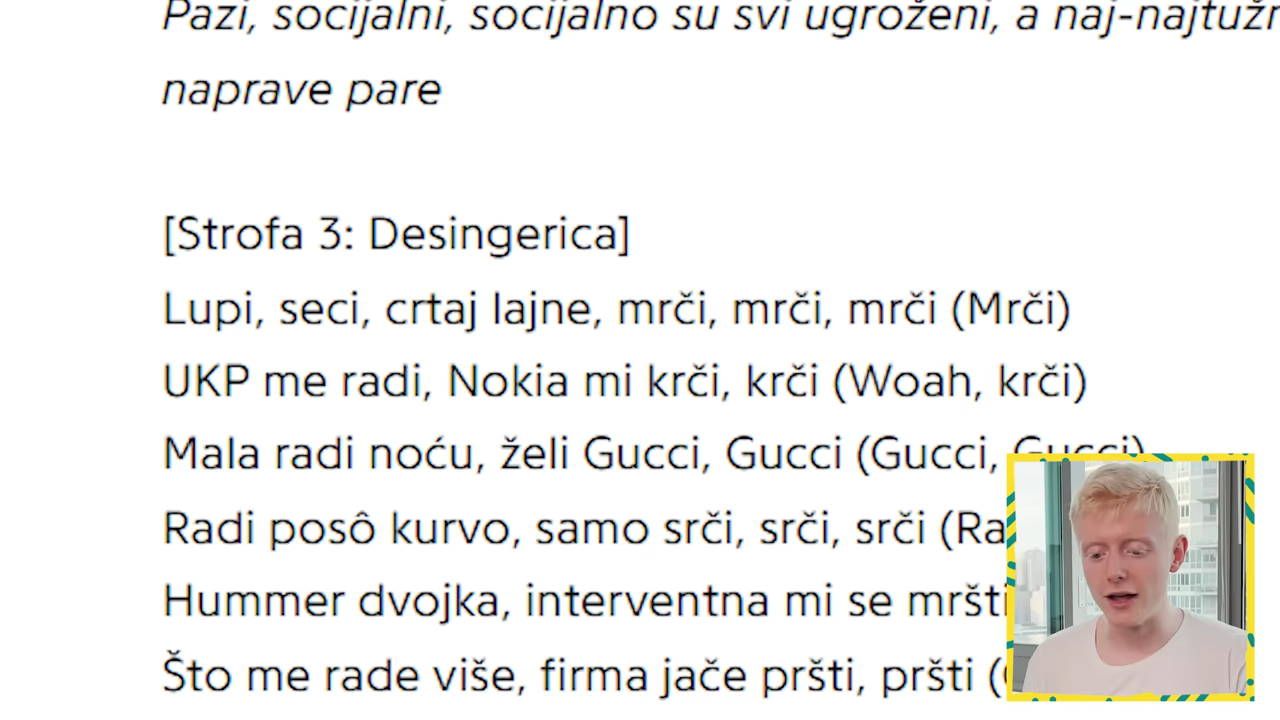 Pazi, socijalni, socijalno su svi ugroženi, a
naprave pare
[Strofa 3: Desingerica]
Lupi, seci, crtaj lajne, mrči, mrči, mrči (Mrči)
UKP me radi, Nokia mi krči, krči (Woah, krči)
Mala radi noću, želi Gucci, Gucci (Gucci, Gucci)
Radi posô kurvo, samo srči, srči, srči (Ra
Hummer dvojka, interventna mi se mršti
Što me rade više, firma jače pršti, pršti (